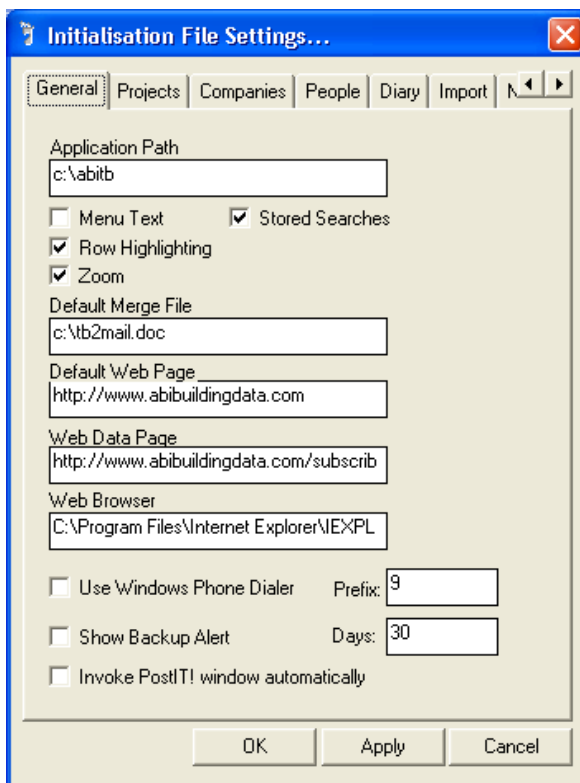 Initialisation File Settings...
General Projects Companies People Diary Import
Application Path
c:\abitb
Menu Text Stored Searches
Row Highlighting
Zoom
Default Merge File
c:\tb2mail.doc
Default Web Page
http://www.abibuildingdata.com
Web Data Page
http://www.abibuildingdata.com/subscrib
Web Browser
C:\Program Files\Internet Explorer\IEXPL
Use Windows Phone Dialer Prefix: 9
Show Backup Alert Days: 30
Invoke PostIT! window automatically
OK Apply Cancel